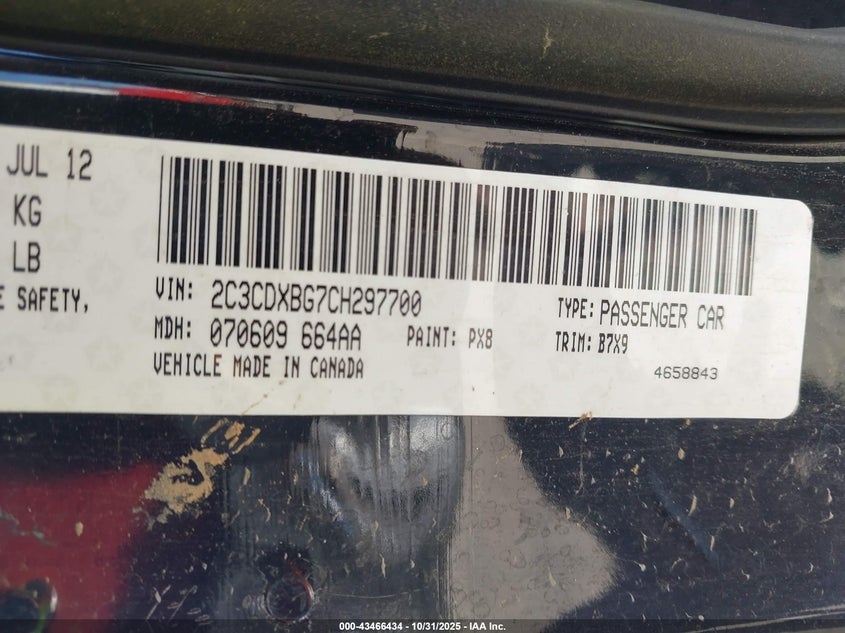 JUL 12
KG
LB
E SAFETY,
VIN: 2C3CDXBG7CH297700
TYPE: PASSENGER CAR
MDH: 070609 664AA
PAINT: PX8
TRIM: B7X9
VEHICLE MADE IN CANADA
4658843
000-43466434 - 10/31/2025 - IAA Inc.